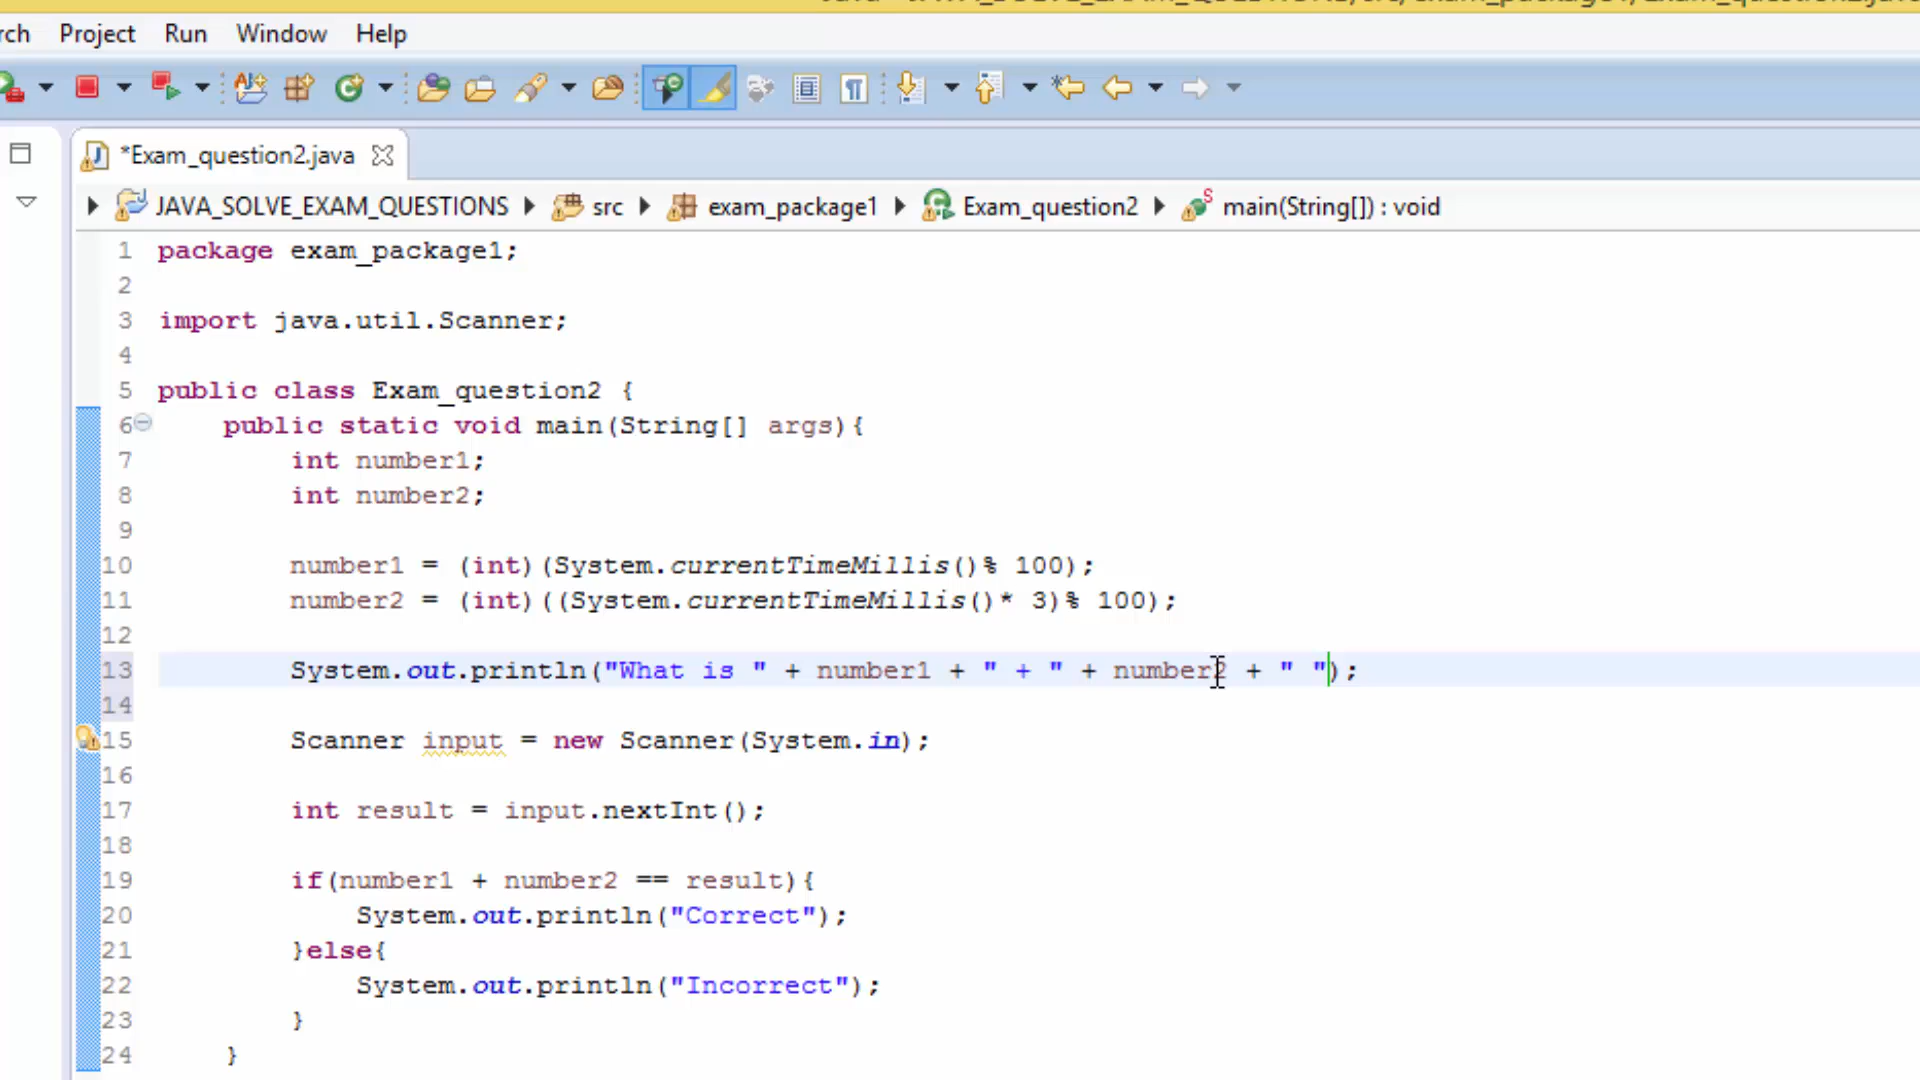 rch Project Run Window Help
*Exam_question2.java
JAVA_SOLVE_EXAM_QUESTIONS src exam_package1 Exam_question2 main(String[]) : void
1 package exam_package1;
2
3 import java.util.Scanner;
4
5 public class Exam_question2 {
6 public static void main(String[] args){
7 int number1;
8 int number2;
9
10 number1 = (int)(System.currentTimeMillis()% 100);
11 number2 = (int)((System.currentTimeMillis()* 3)% 100);
12
13 System.out.println("What is " + number1 + " + " + number2 + " ");
14
15 Scanner input = new Scanner(System.in);
16
17 int result = input.nextInt();
18
19 if(number1 + number2 == result){
20 System.out.println("Correct");
21 }else{
22 System.out.println("Incorrect");
23 }
24 }